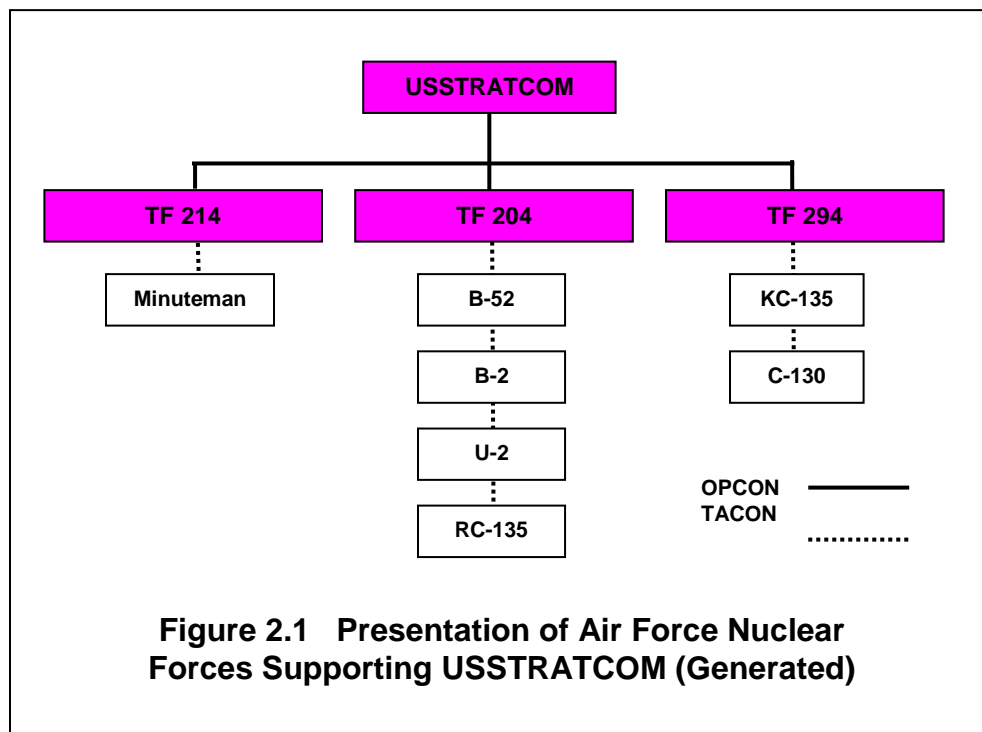 USSTRATCOM
TF 214
TF 204
TF 294
Minuteman
B-52
KC-135
B-2
C-130
U-2
RC-135
OPCON
TACON
Figure 2.1 Presentation of Air Force Nuclear
Forces Supporting USSTRATCOM (Generated)